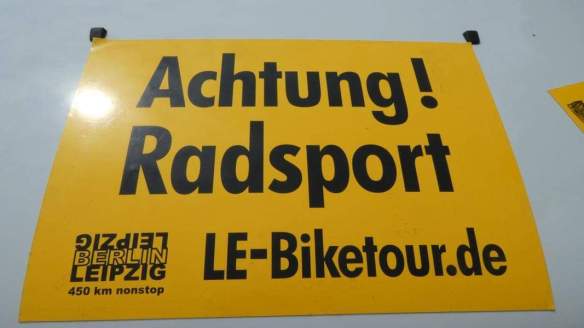 Achtung!
Radsport
LEIPZIG
BERLIN
LEIPZIG
450 km nonstop
LE-Biketour.de